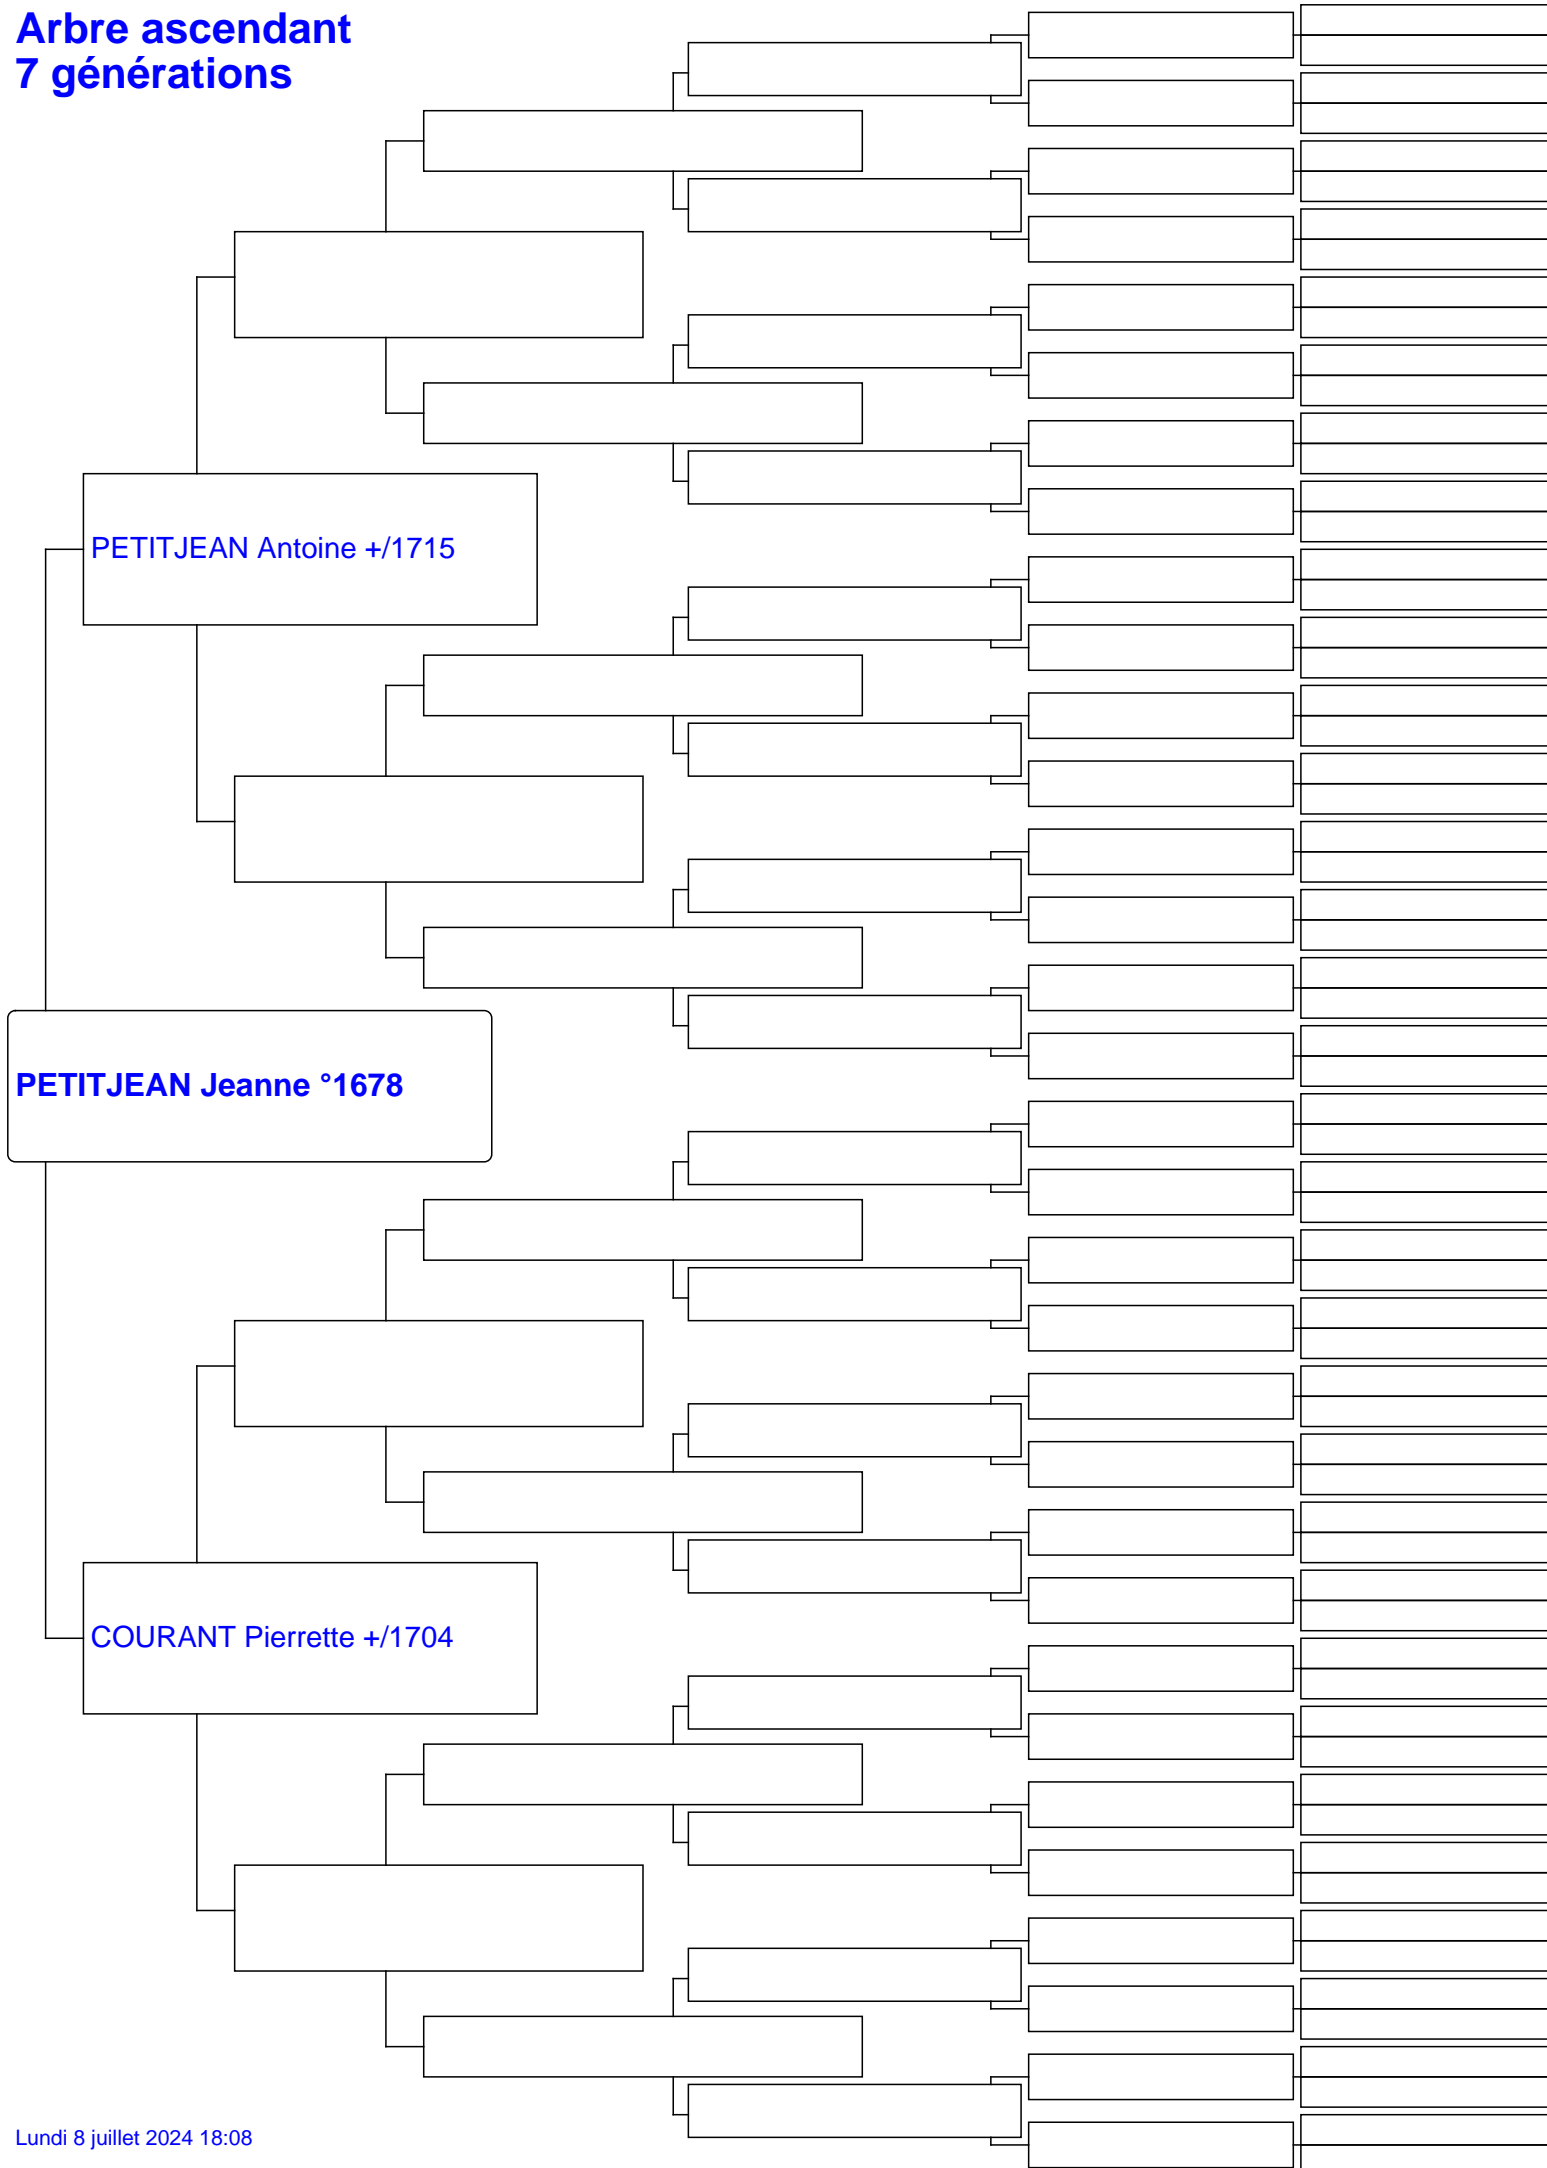 Arbre ascendant
7 générations
PETITJEAN Antoine +/1715
PETITJEAN Jeanne °1678
COURANT Pierrette +/1704
Lundi 8 juillet 2024 18:08